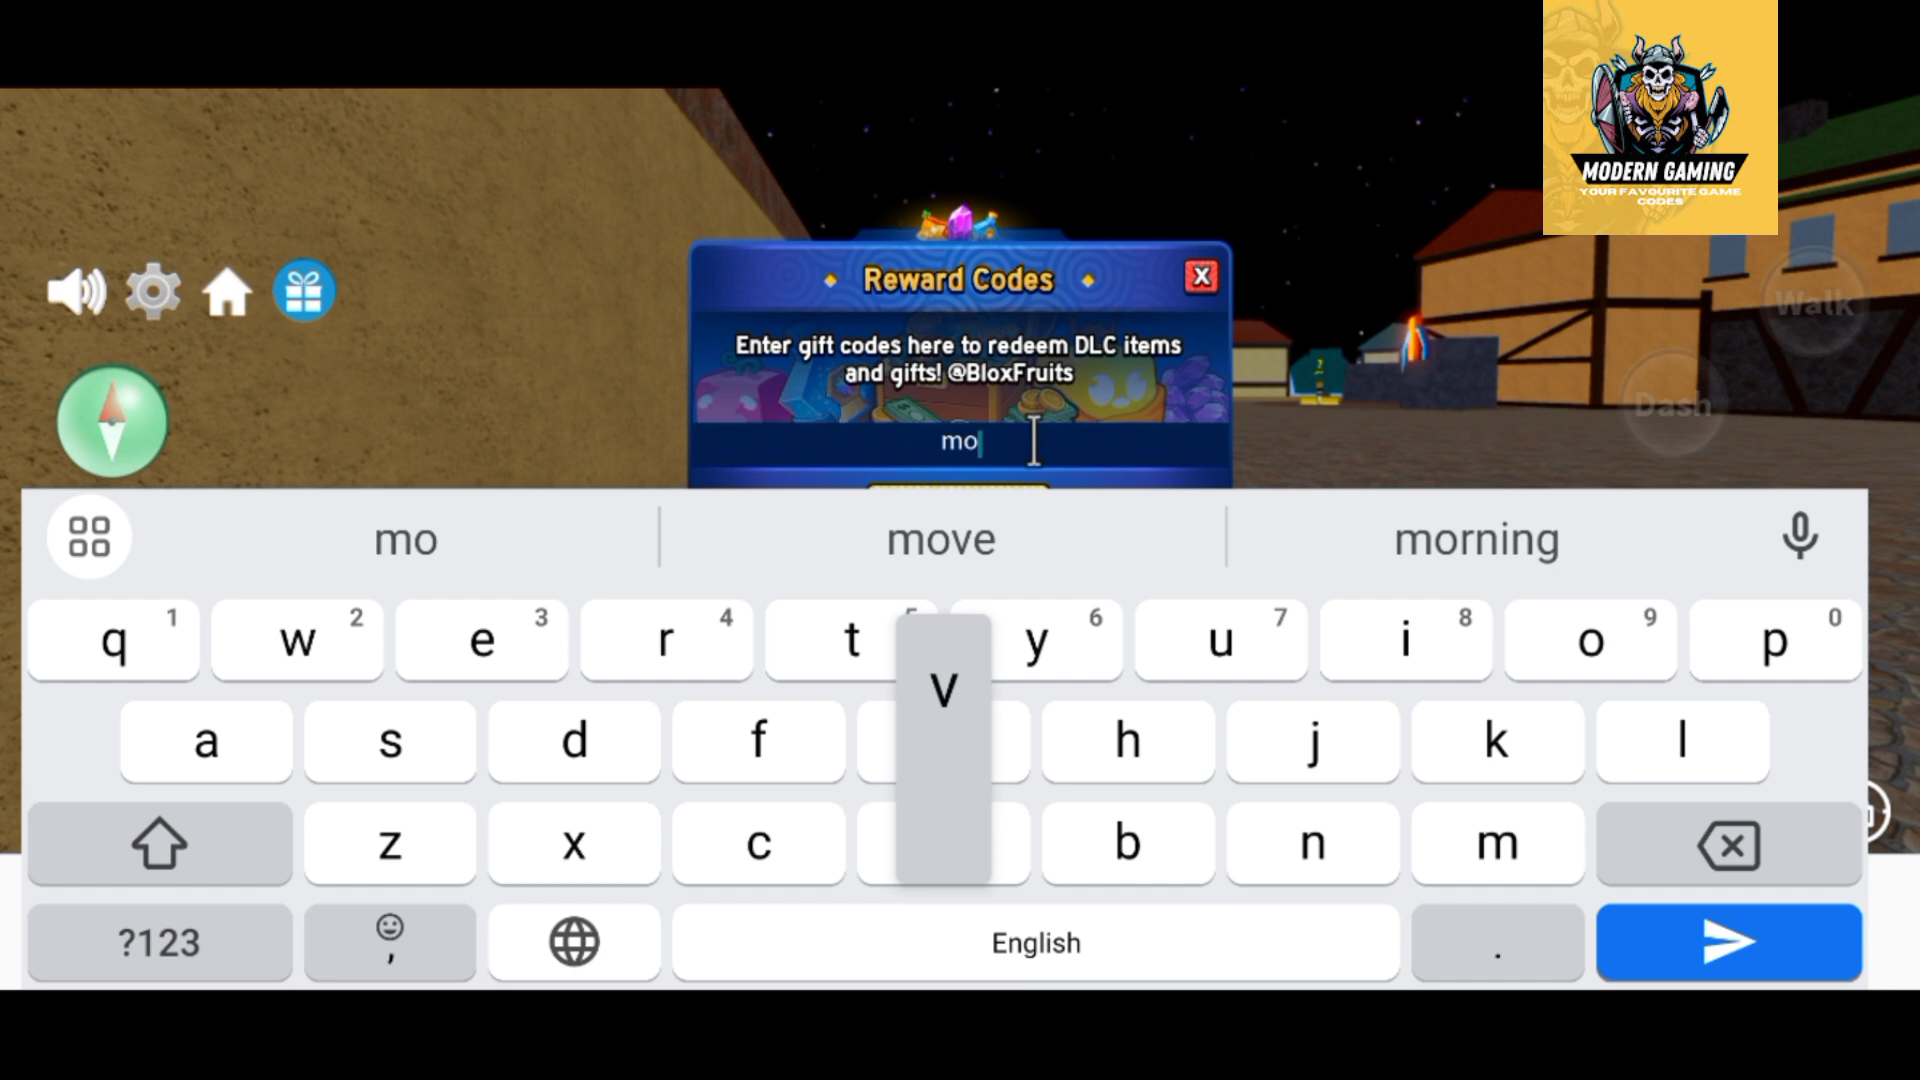 MODERN GAMING
YOUR FAVOURITE GAME
CODES
Reward Codes
X
Enter gift codes here to redeem DLC items
and gifts! @BloxFruits
mo
Walk
Dash
?
mo move morning
q 1 w 2 e 3 r 4 t 5 y 6 u 7 i 8 o 9 p 0
v
a s d f h j k l
z x c b n m
?123 , English .